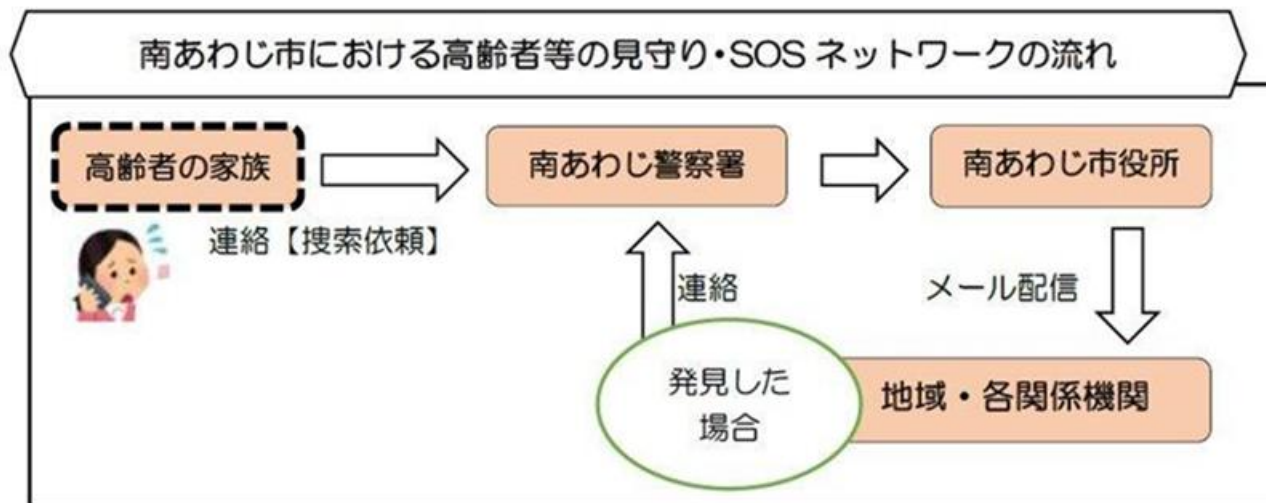 南あわじ市における高齢者等の見守り・SOSネットワークの流れ
高齢者の家族
南あわじ警察署
南あわじ市役所
連絡【捜索依頼】
連絡
メール配信
発見した
場合
地域・各関係機関